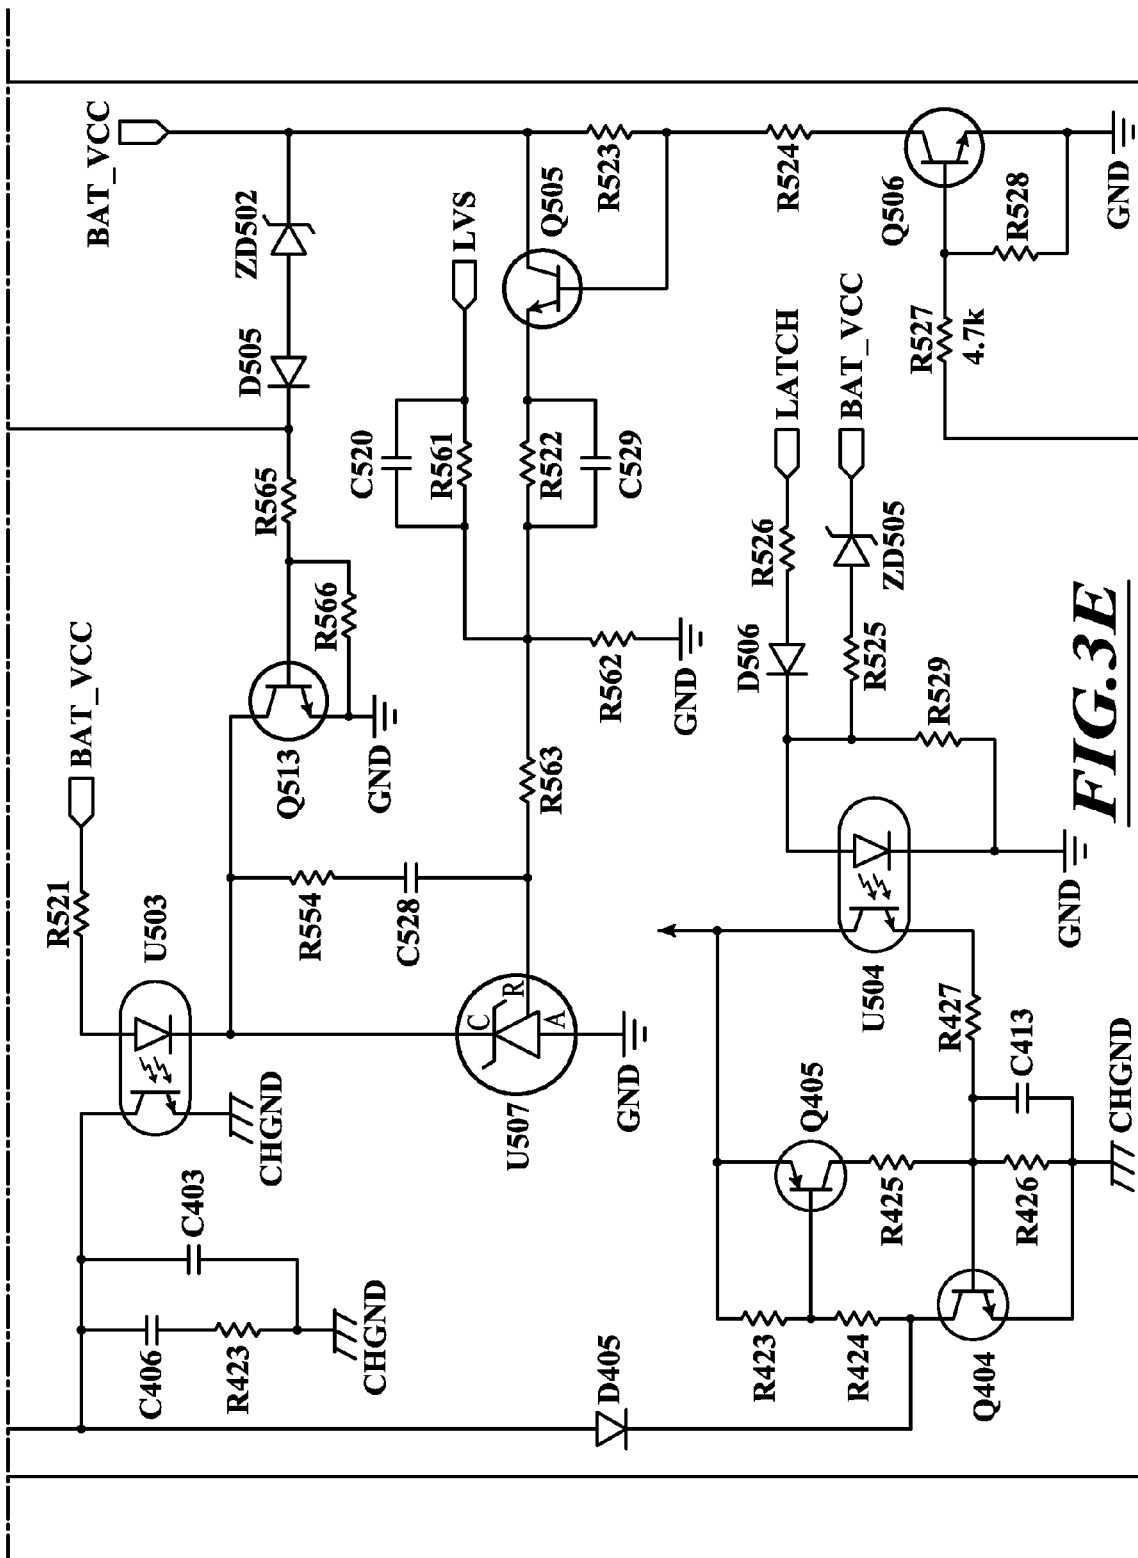 BAT_VCC
ZD502
D505
R565
R566
Q513
GND
BAT_VCC
R521
U503
CHGND
C403
C406
R423
CHGND
R554
C528
C
R
A
U507
GND
R563
R562
GND
C520
R561
LVS
R522
C529
Q505
R523
R524
Q506
R528
GND
R527
4.7k
LATCH
R526
D506
BAT_VCC
ZD505
R525
R529
GND
U504
R427
C413
CHGND
Q405
R425
R426
R423
R424
Q404
D405
FIG.3E